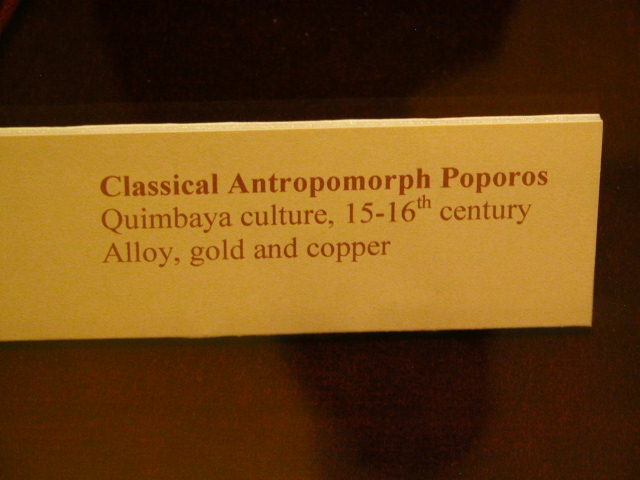 Classical Antropomorph Poporos
Quimbaya culture, 15-16th century
Alloy, gold and copper